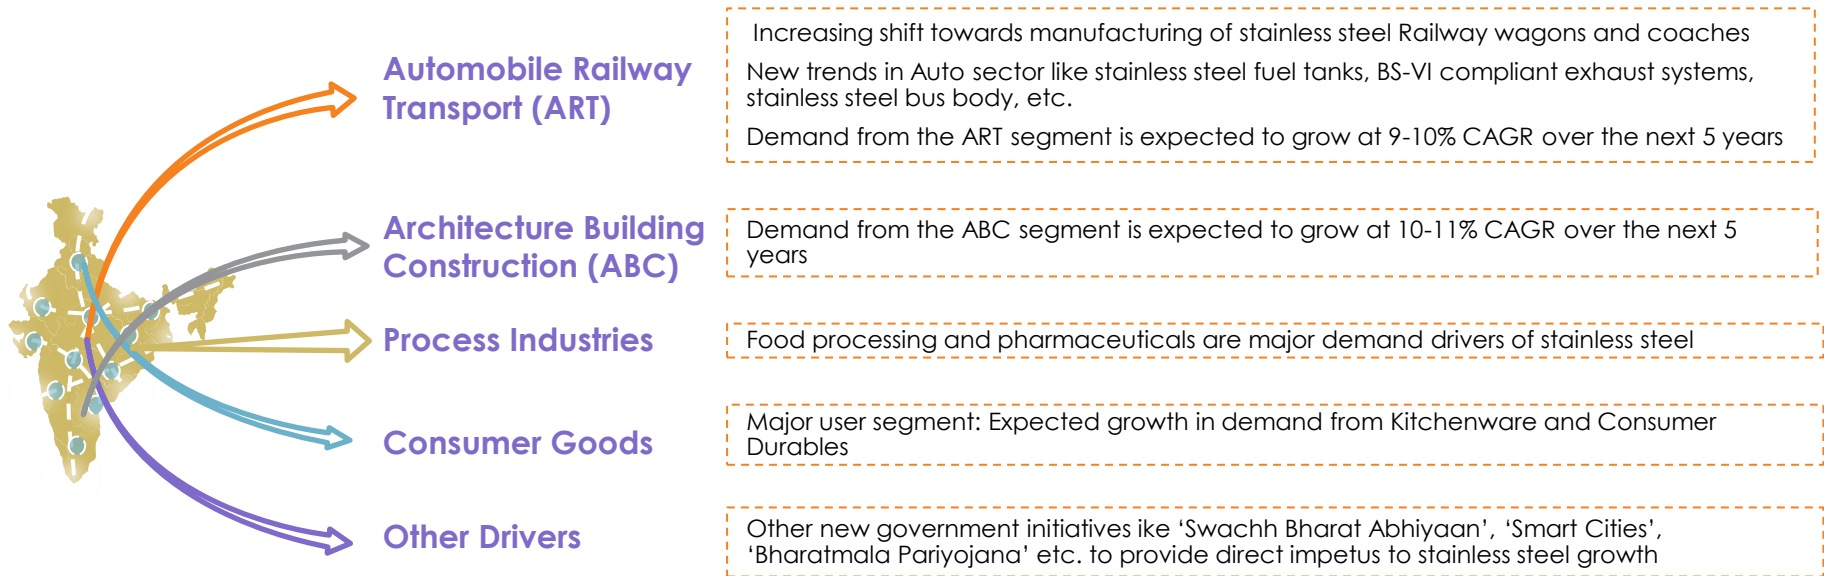 Automobile Railway
Transport (ART)
Increasing shift towards manufacturing of stainless steel Railway wagons and coaches
New trends in Auto sector like stainless steel fuel tanks, BS-VI compliant exhaust systems,
stainless steel bus body, etc.
Demand from the ART segment is expected to grow at 9-10% CAGR over the next 5 years
Architecture Building
Construction (ABC)
Demand from the ABC segment is expected to grow at 10-11% CAGR over the next 5
years
Process Industries
Food processing and pharmaceuticals are major demand drivers of stainless steel
Consumer Goods
Major user segment: Expected growth in demand from Kitchenware and Consumer
Durables
Other Drivers
Other new government initiatives ike ‘Swachh Bharat Abhiyaan’, ‘Smart Cities’,
‘Bharatmala Pariyojana’ etc. to provide direct impetus to stainless steel growth